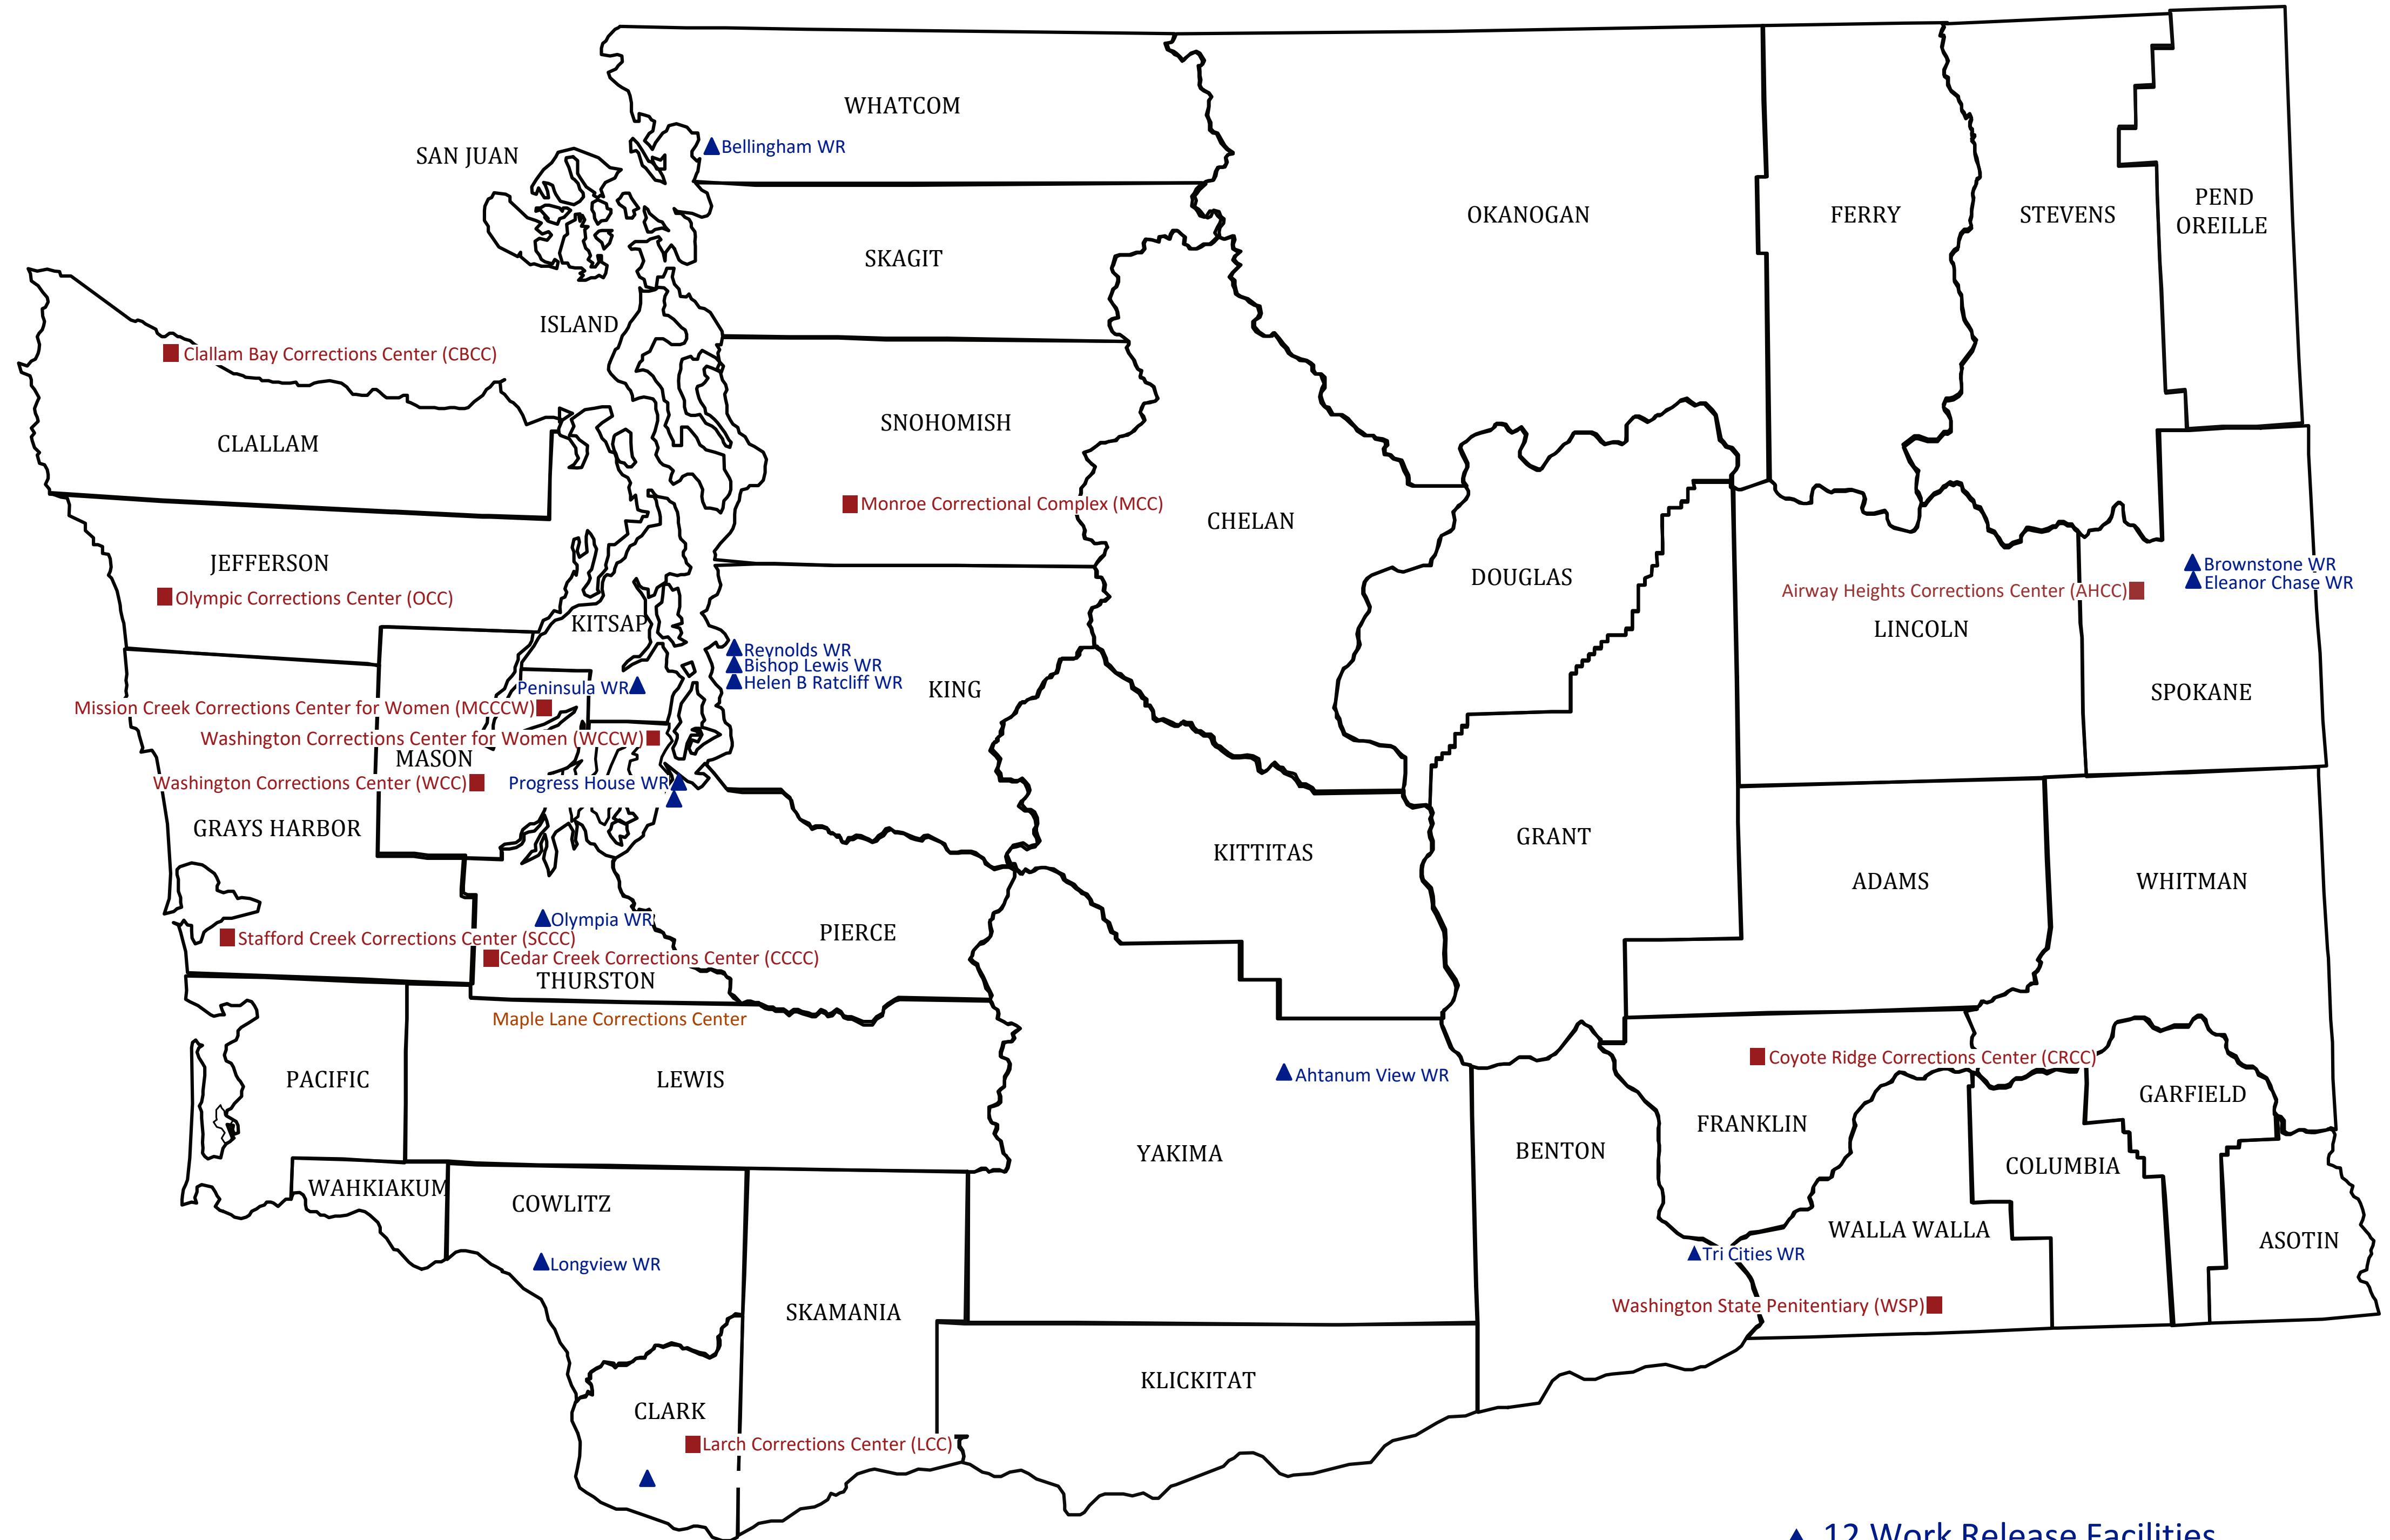 WHATCOM
Bellingham WR
SAN JUAN
SKAGIT
ISLAND
OKANOGAN
FERRY
STEVENS
PEND
OREILLE
Clallam Bay Corrections Center (CBCC)
CLALLAM
SNOHOMISH
Monroe Correctional Complex (MCC)
CHELAN
DOUGLAS
JEFFERSON
Olympic Corrections Center (OCC)
KITSAP
Brownstone WR
Eleanor Chase WR
Airway Heights Corrections Center (AHCC)
LINCOLN
SPOKANE
Reynolds WR
Bishop Lewis WR
Helen B Ratcliff WR
KING
Peninsula WR
Mission Creek Corrections Center for Women (MCCCW)
Washington Corrections Center for Women (WCCW)
MASON
Washington Corrections Center (WCC)
Progress House WR
GRAYS HARBOR
KITTITAS
GRANT
ADAMS
WHITMAN
Olympia WR
PIERCE
Stafford Creek Corrections Center (SCCC)
Cedar Creek Corrections Center (CCCC)
THURSTON
Maple Lane Corrections Center
PACIFIC
LEWIS
Ahtanum View WR
Coyote Ridge Corrections Center (CRCC)
GARFIELD
FRANKLIN
YAKIMA
BENTON
COLUMBIA
WAHKIAKUM
COWLITZ
WALLA WALLA
ASOTIN
Longview WR
Tri Cities WR
SKAMANIA
Washington State Penitentiary (WSP)
KLICKITAT
CLARK
Larch Corrections Center (LCC)
12 Work Release Facilities